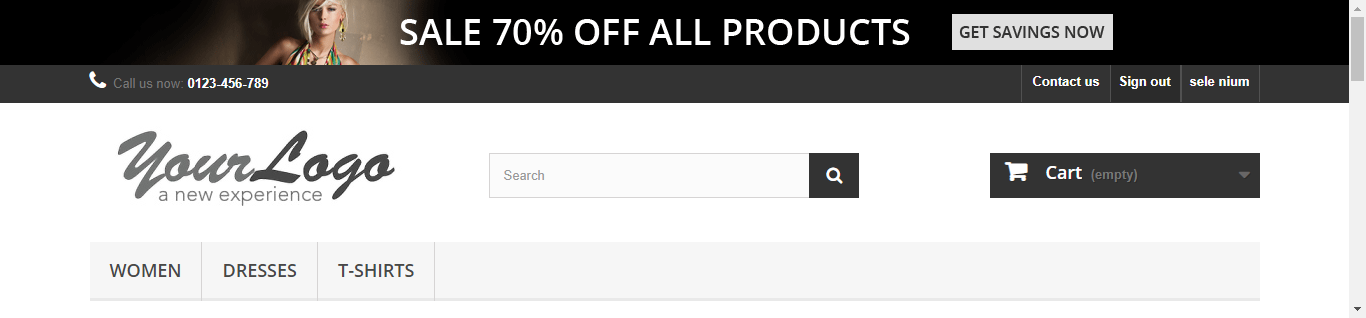 SALE 70% OFF ALL PRODUCTS GET SAVINGS NOW
Call us now: 0123-456-789 Contact us Sign out sele nium
YourLogo
a new experience
Search
Cart (empty)
WOMEN DRESSES T-SHIRTS